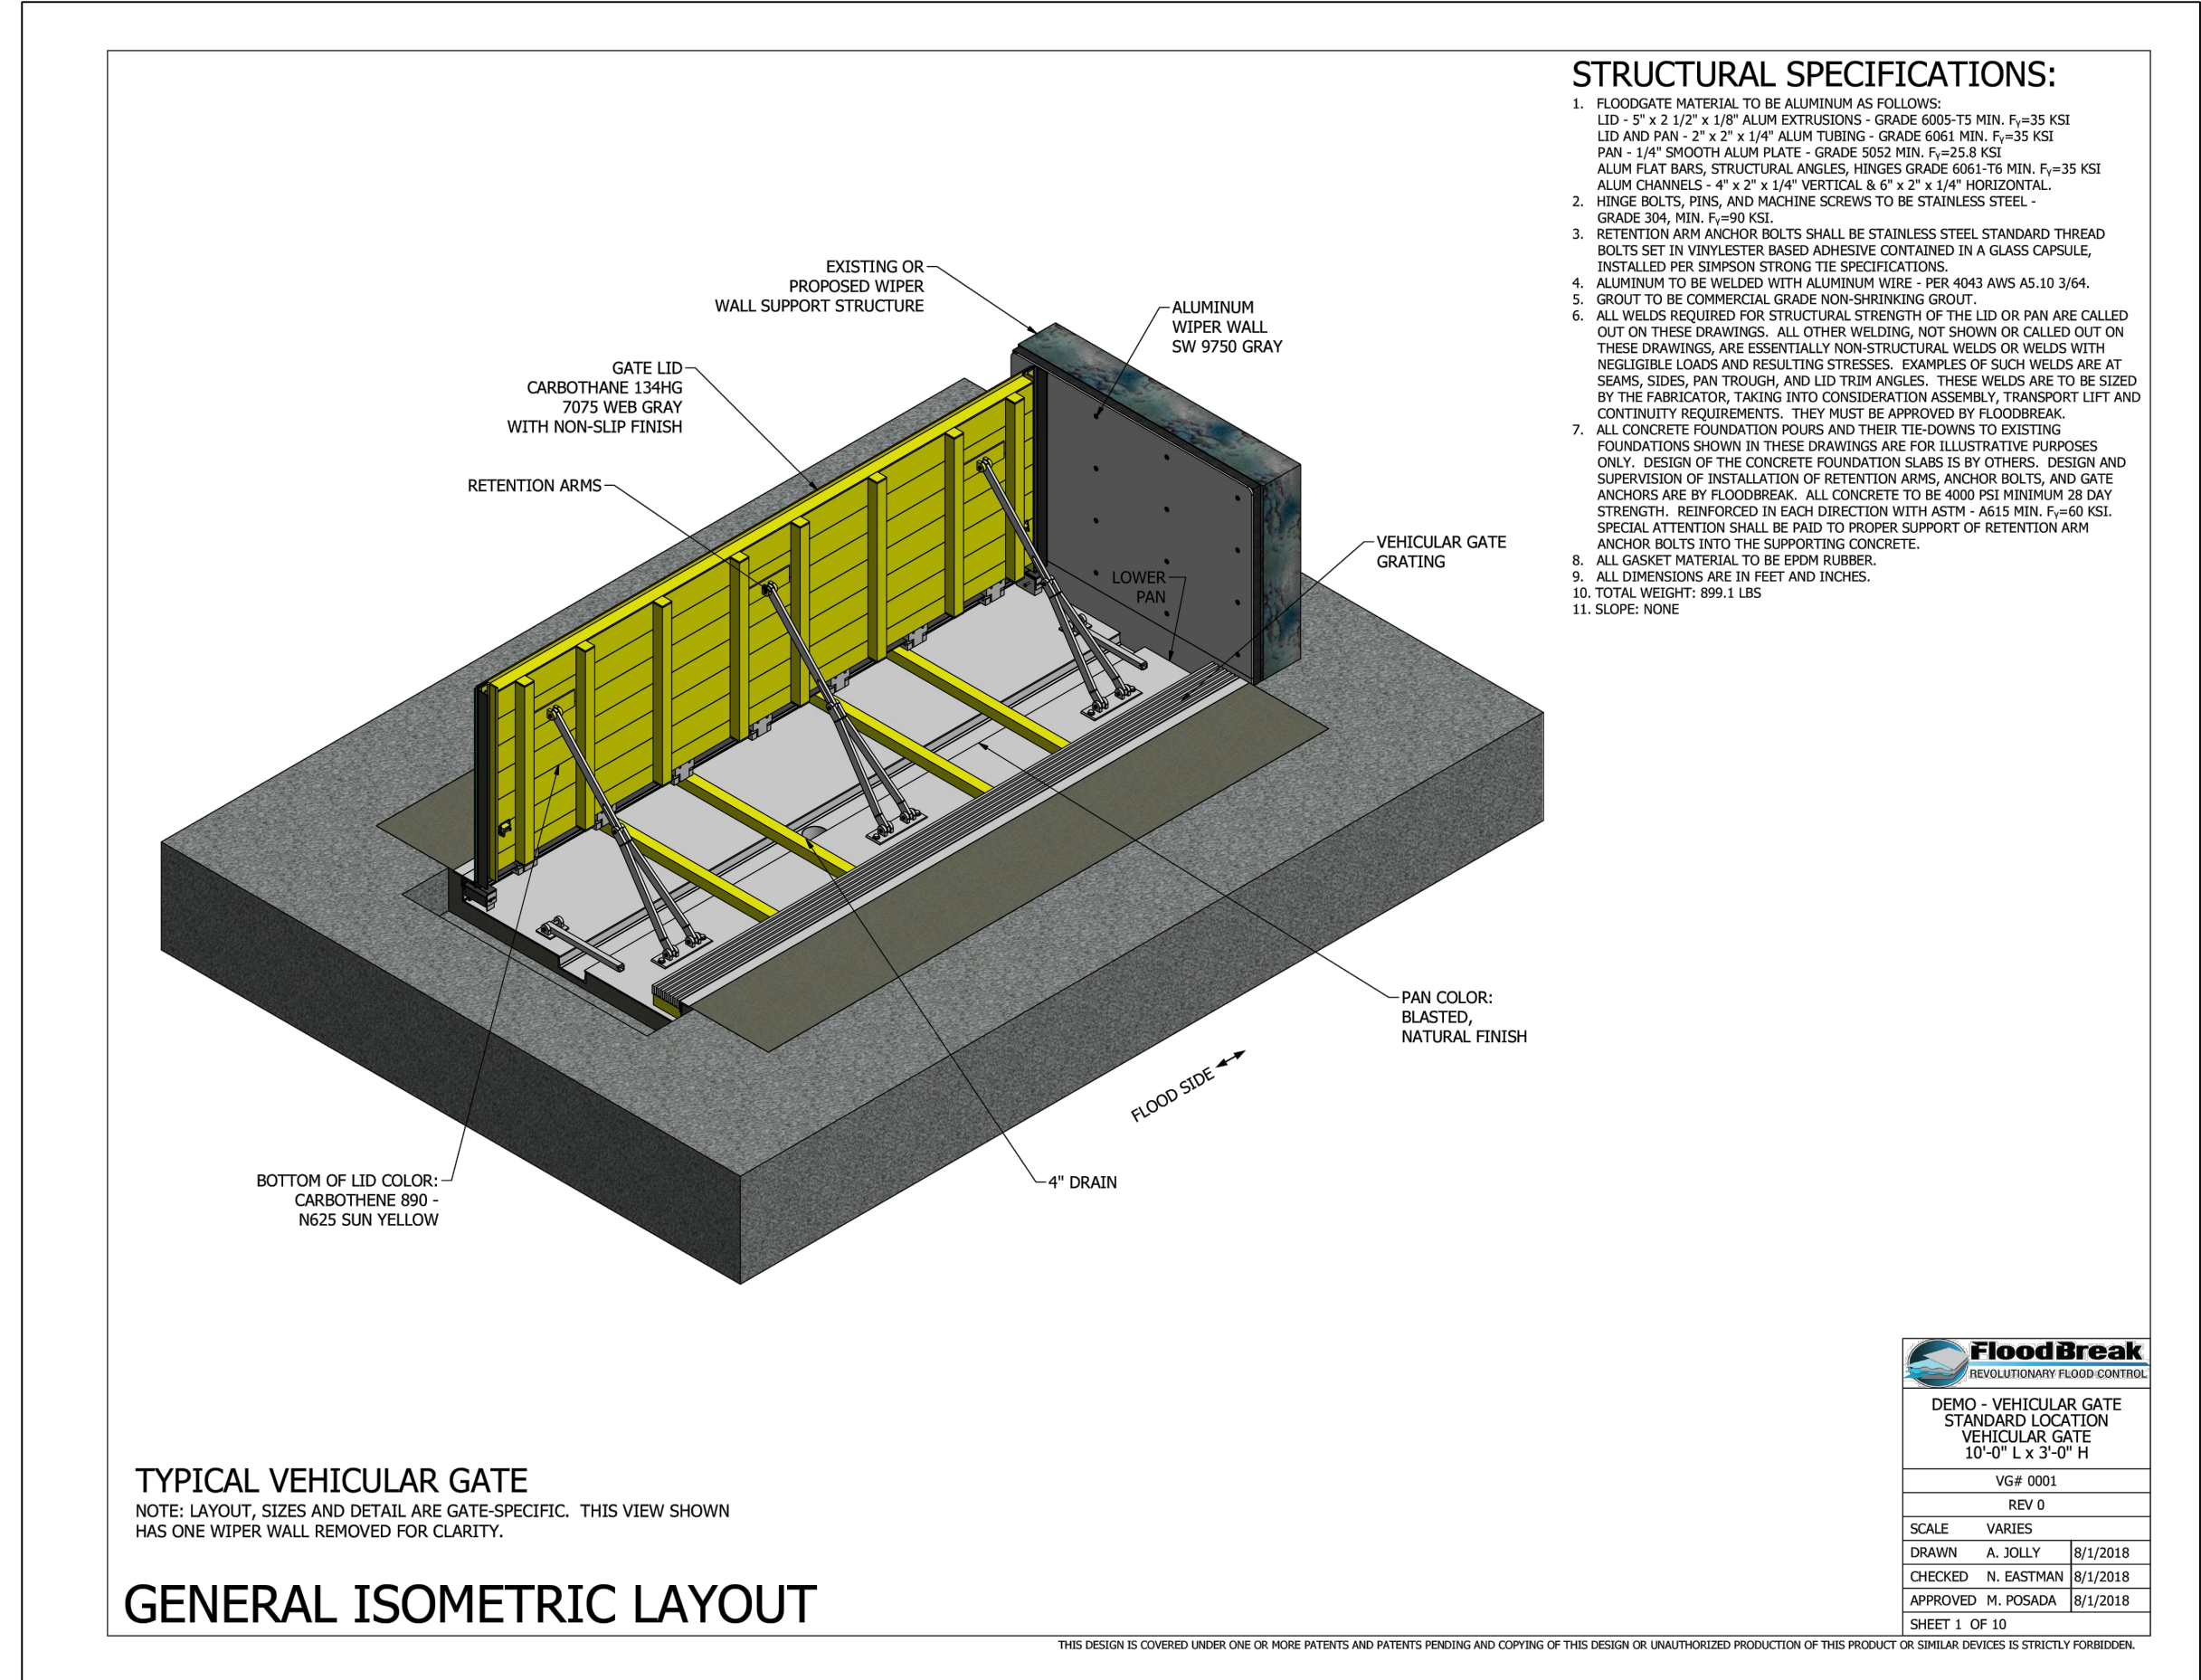 STRUCTURAL SPECIFICATIONS:
1. FLOODGATE MATERIAL TO BE ALUMINUM AS FOLLOWS:
LID - 5" x 2 1/2" x 1/8" ALUM EXTRUSIONS - GRADE 6005-T5 MIN. Fy=35 KSI
LID AND PAN - 2" x 2" x 1/4" ALUM TUBING - GRADE 6061 MIN. Fy=35 KSI
PAN - 1/4" SMOOTH ALUM PLATE - GRADE 5052 MIN. Fy=25.8 KSI
ALUM FLAT BARS, STRUCTURAL ANGLES, HINGES GRADE 6061-T6 MIN. Fy=35 KSI
ALUM CHANNELS - 4" x 2" x 1/4" VERTICAL & 6" x 2" x 1/4" HORIZONTAL.
2. HINGE BOLTS, PINS, AND MACHINE SCREWS TO BE STAINLESS STEEL -
GRADE 304, MIN. Fy=90 KSI.
3. RETENTION ARM ANCHOR BOLTS SHALL BE STAINLESS STEEL STANDARD THREAD
BOLTS SET IN VINYLESTER BASED ADHESIVE CONTAINED IN A GLASS CAPSULE,
INSTALLED PER SIMPSON STRONG TIE SPECIFICATIONS.
4. ALUMINUM TO BE WELDED WITH ALUMINUM WIRE - PER 4043 AWS A5.10 3/64.
5. GROUT TO BE COMMERCIAL GRADE NON-SHRINKING GROUT.
6. ALL WELDS REQUIRED FOR STRUCTURAL STRENGTH OF THE LID OR PAN ARE CALLED
OUT ON THESE DRAWINGS. ALL OTHER WELDING, NOT SHOWN OR CALLED OUT ON
THESE DRAWINGS, ARE ESSENTIALLY NON-STRUCTURAL WELDS OR WELDS WITH
NEGLIGIBLE LOADS AND RESULTING STRESSES. EXAMPLES OF SUCH WELDS ARE AT
SEAMS, SIDES, PAN TROUGH, AND LID TRIM ANGLES. THESE WELDS ARE TO BE SIZED
BY THE FABRICATOR, TAKING INTO CONSIDERATION ASSEMBLY, TRANSPORT LIFT AND
CONTINUITY REQUIREMENTS. THEY MUST BE APPROVED BY FLOODBREAK.
7. ALL CONCRETE FOUNDATION POURS AND THEIR TIE-DOWNS TO EXISTING
FOUNDATIONS SHOWN IN THESE DRAWINGS ARE FOR ILLUSTRATIVE PURPOSES
ONLY. DESIGN OF THE CONCRETE FOUNDATION SLABS IS BY OTHERS. DESIGN AND
SUPERVISION OF INSTALLATION OF RETENTION ARMS, ANCHOR BOLTS, AND GATE
ANCHORS ARE BY FLOODBREAK. ALL CONCRETE TO BE 4000 PSI MINIMUM 28 DAY
STRENGTH. REINFORCED IN EACH DIRECTION WITH ASTM - A615 MIN. Fy=60 KSI.
SPECIAL ATTENTION SHALL BE PAID TO PROPER SUPPORT OF RETENTION ARM
ANCHOR BOLTS INTO THE SUPPORTING CONCRETE.
8. ALL GASKET MATERIAL TO BE EPDM RUBBER.
9. ALL DIMENSIONS ARE IN FEET AND INCHES.
10. TOTAL WEIGHT: 899.1 LBS
11. SLOPE: NONE
EXISTING OR
PROPOSED WIPER
WALL SUPPORT STRUCTURE
ALUMINUM
WIPER WALL
SW 9750 GRAY
GATE LID
CARBOTHANE 134HG
7075 WEB GRAY
WITH NON-SLIP FINISH
RETENTION ARMS
VEHICULAR GATE
GRATING
LOWER
PAN
PAN COLOR:
BLASTED,
NATURAL FINISH
FLOOD SIDE
4" DRAIN
BOTTOM OF LID COLOR:
CARBOTHENE 890 -
N625 SUN YELLOW
TYPICAL VEHICULAR GATE
NOTE: LAYOUT, SIZES AND DETAIL ARE GATE-SPECIFIC. THIS VIEW SHOWN
HAS ONE WIPER WALL REMOVED FOR CLARITY.
GENERAL ISOMETRIC LAYOUT
FloodBreak
REVOLUTIONARY FLOOD CONTROL
DEMO - VEHICULAR GATE
STANDARD LOCATION
VEHICULAR GATE
10'-0" L x 3'-0" H
VG# 0001
REV 0
SCALE VARIES
DRAWN A. JOLLY 8/1/2018
CHECKED N. EASTMAN 8/1/2018
APPROVED M. POSADA 8/1/2018
SHEET 1 OF 10
THIS DESIGN IS COVERED UNDER ONE OR MORE PATENTS AND PATENTS PENDING AND COPYING OF THIS DESIGN OR UNAUTHORIZED PRODUCTION OF THIS PRODUCT OR SIMILAR DEVICES IS STRICTLY FORBIDDEN.